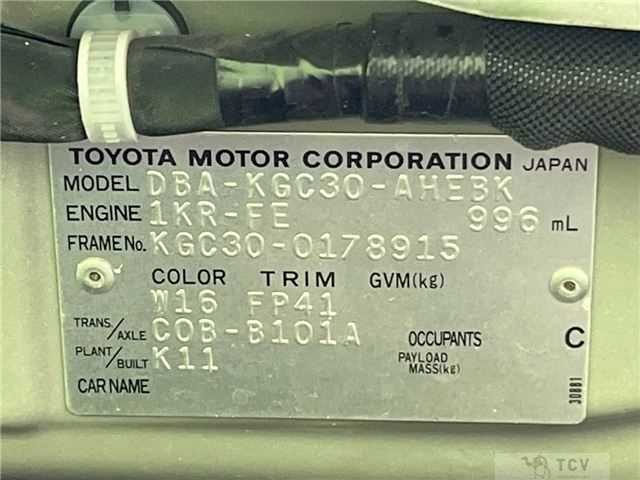 TOYOTA MOTOR CORPORATION JAPAN
MODEL DBA-KGC30-AHEBK
ENGINE 1KR-FE 996 mL
FRAME No. KGC30-0178915
COLOR TRIM GVM(kg)
W16 FP41
TRANS./AXLE C0B-B101A OCCUPANTS C
PLANT/BUILT K11 PAYLOAD MASS(kg)
CAR NAME
30881
TCV